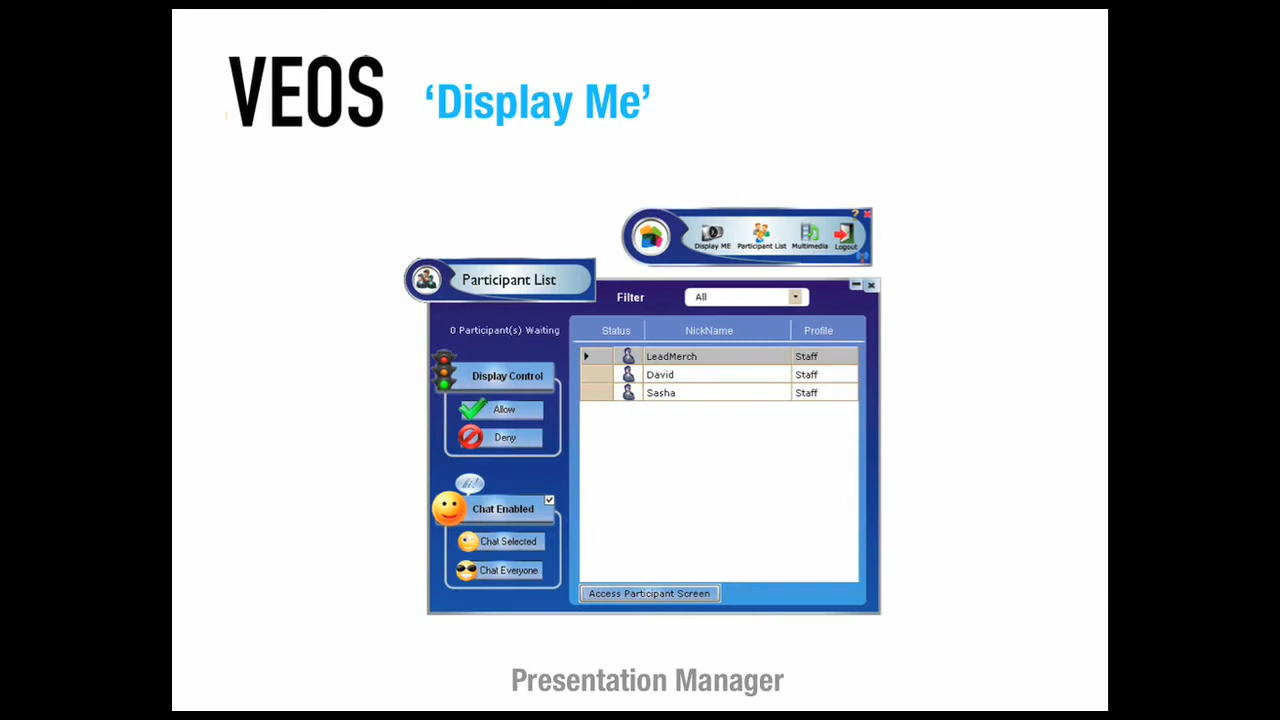 VEOS 'Display Me'
Display ME Participant List Multimedia Logout
Participant List
Filter All
0 Participant(s) Waiting
Status NickName Profile
LeadMerch Staff
David Staff
Sasha Staff
Display Control
Allow
Deny
hi!
Chat Enabled
Chat Selected
Chat Everyone
Access Participant Screen
Presentation Manager